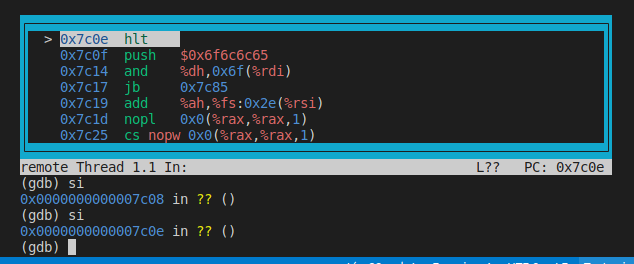 > 0x7c0e hlt
0x7c0f push $0x6f6c6c65
0x7c14 and %dh,0x6f(%rdi)
0x7c17 jb 0x7c85
0x7c19 add %ah,%fs:0x2e(%rsi)
0x7c1d nopl 0x0(%rax,%rax,1)
0x7c25 cs nopw 0x0(%rax,%rax,1)
remote Thread 1.1 In: L?? PC: 0x7c0e
(gdb) si
0x0000000000007c08 in ?? ()
(gdb) si
0x0000000000007c0e in ?? ()
(gdb)